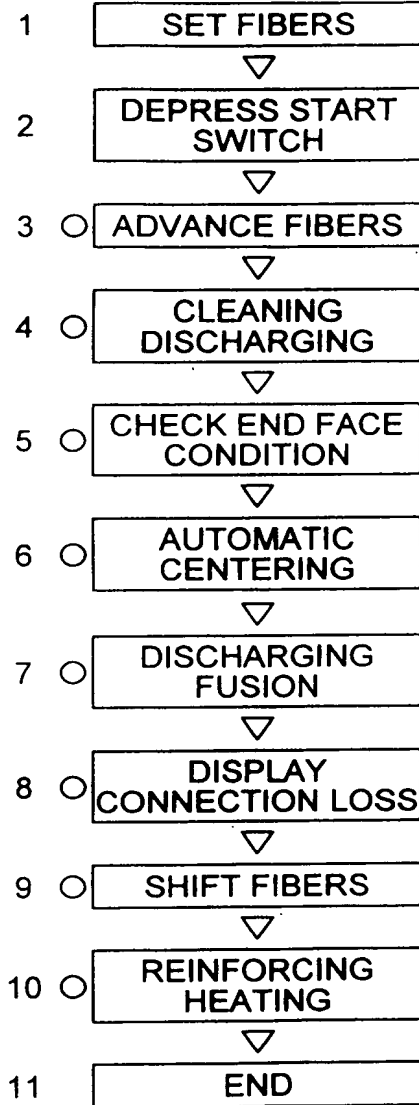 1 SET FIBERS
2 DEPRESS START
SWITCH
3 ADVANCE FIBERS
4 CLEANING
DISCHARGING
5 CHECK END FACE
CONDITION
6 AUTOMATIC
CENTERING
7 DISCHARGING
FUSION
8 DISPLAY
CONNECTION LOSS
9 SHIFT FIBERS
10 REINFORCING
HEATING
11 END